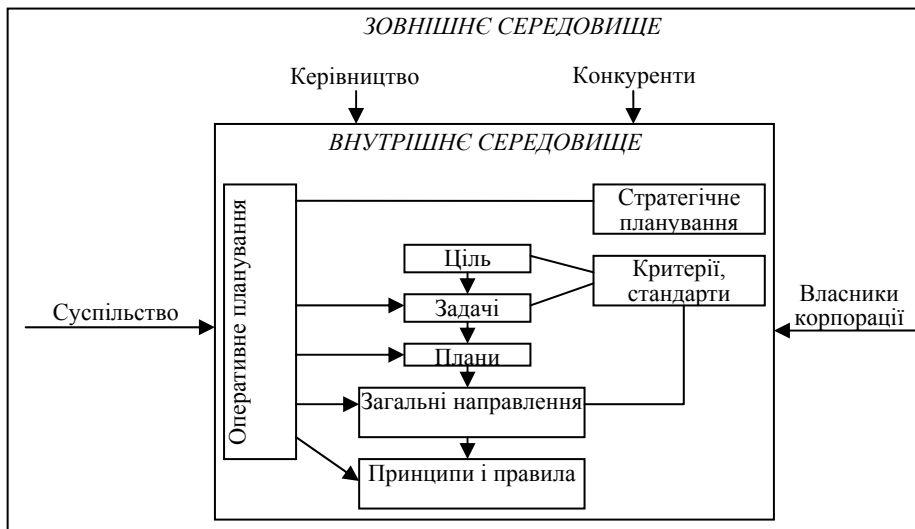 ЗОВНІШНЄ СЕРЕДОВИЩЕ
Керівництво
Конкуренти
ВНУТРІШНЄ СЕРЕДОВИЩЕ
Оперативне планування
Стратегічне
планування
Ціль
Критерії,
стандарти
Задачі
Суспільство
Власники
корпорації
Плани
Загальні направлення
Принципи і правила